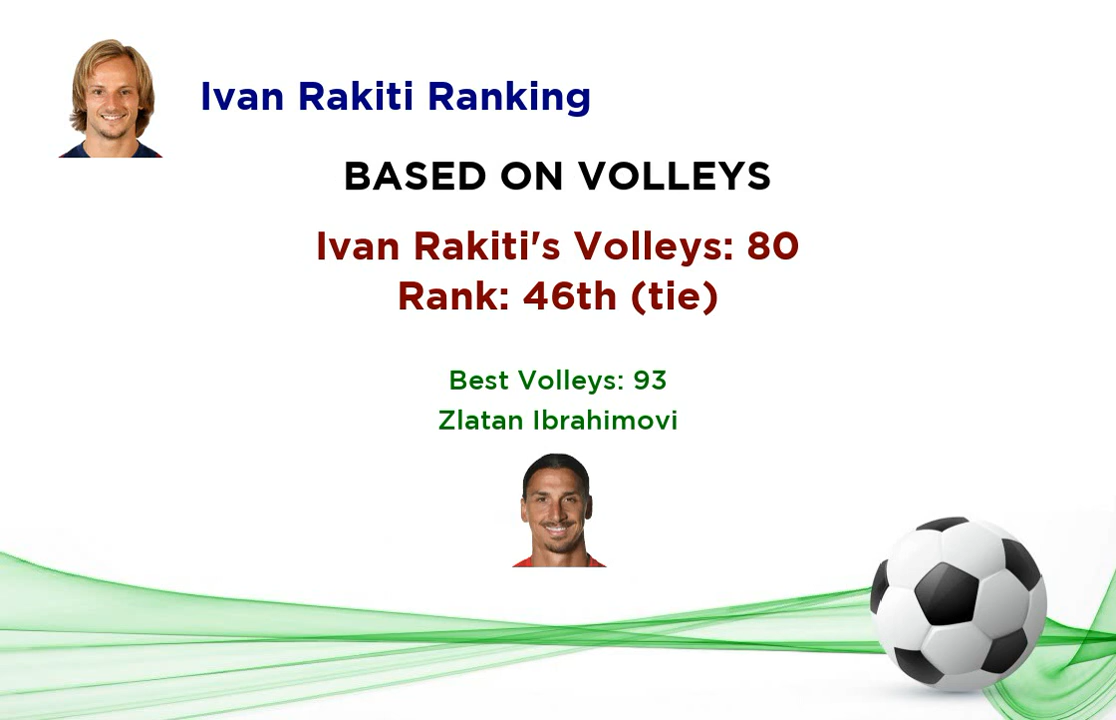 Ivan Rakiti Ranking
BASED ON VOLLEYS
Ivan Rakiti's Volleys: 80
Rank: 46th (tie)
Best Volleys: 93
Zlatan Ibrahimovi